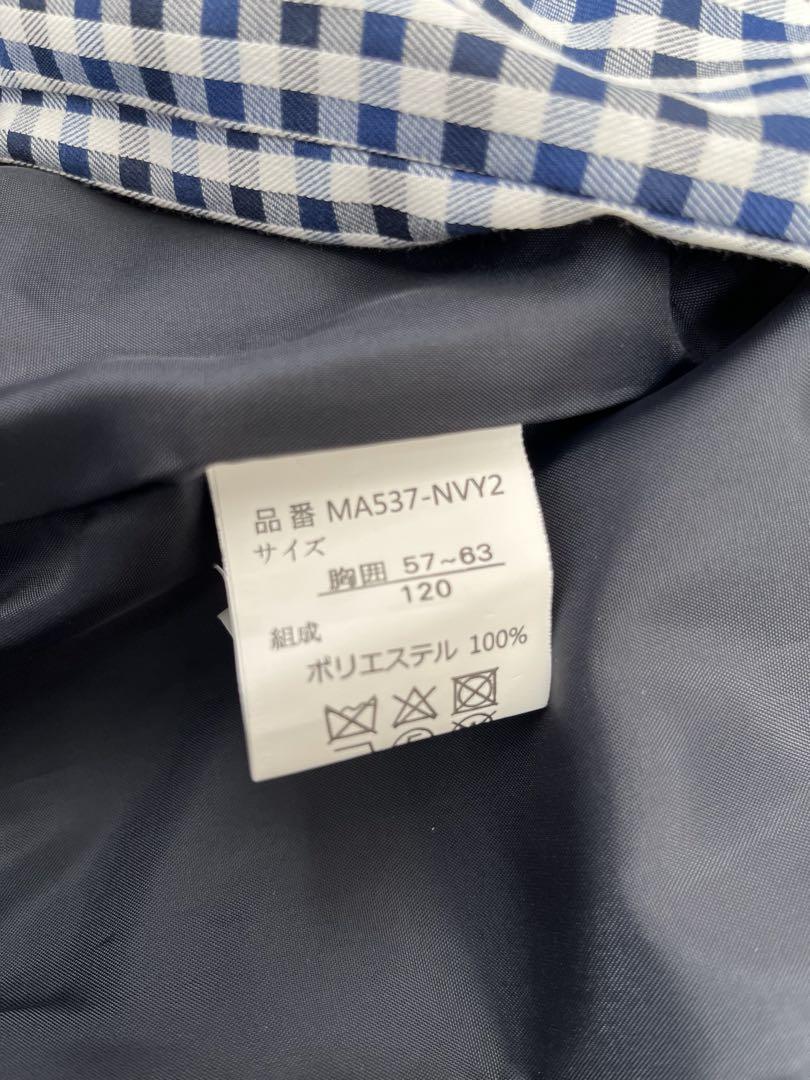 品番 MA537-NVY2
サイズ
胸囲 57~63
120
組成
ポリエステル 100%